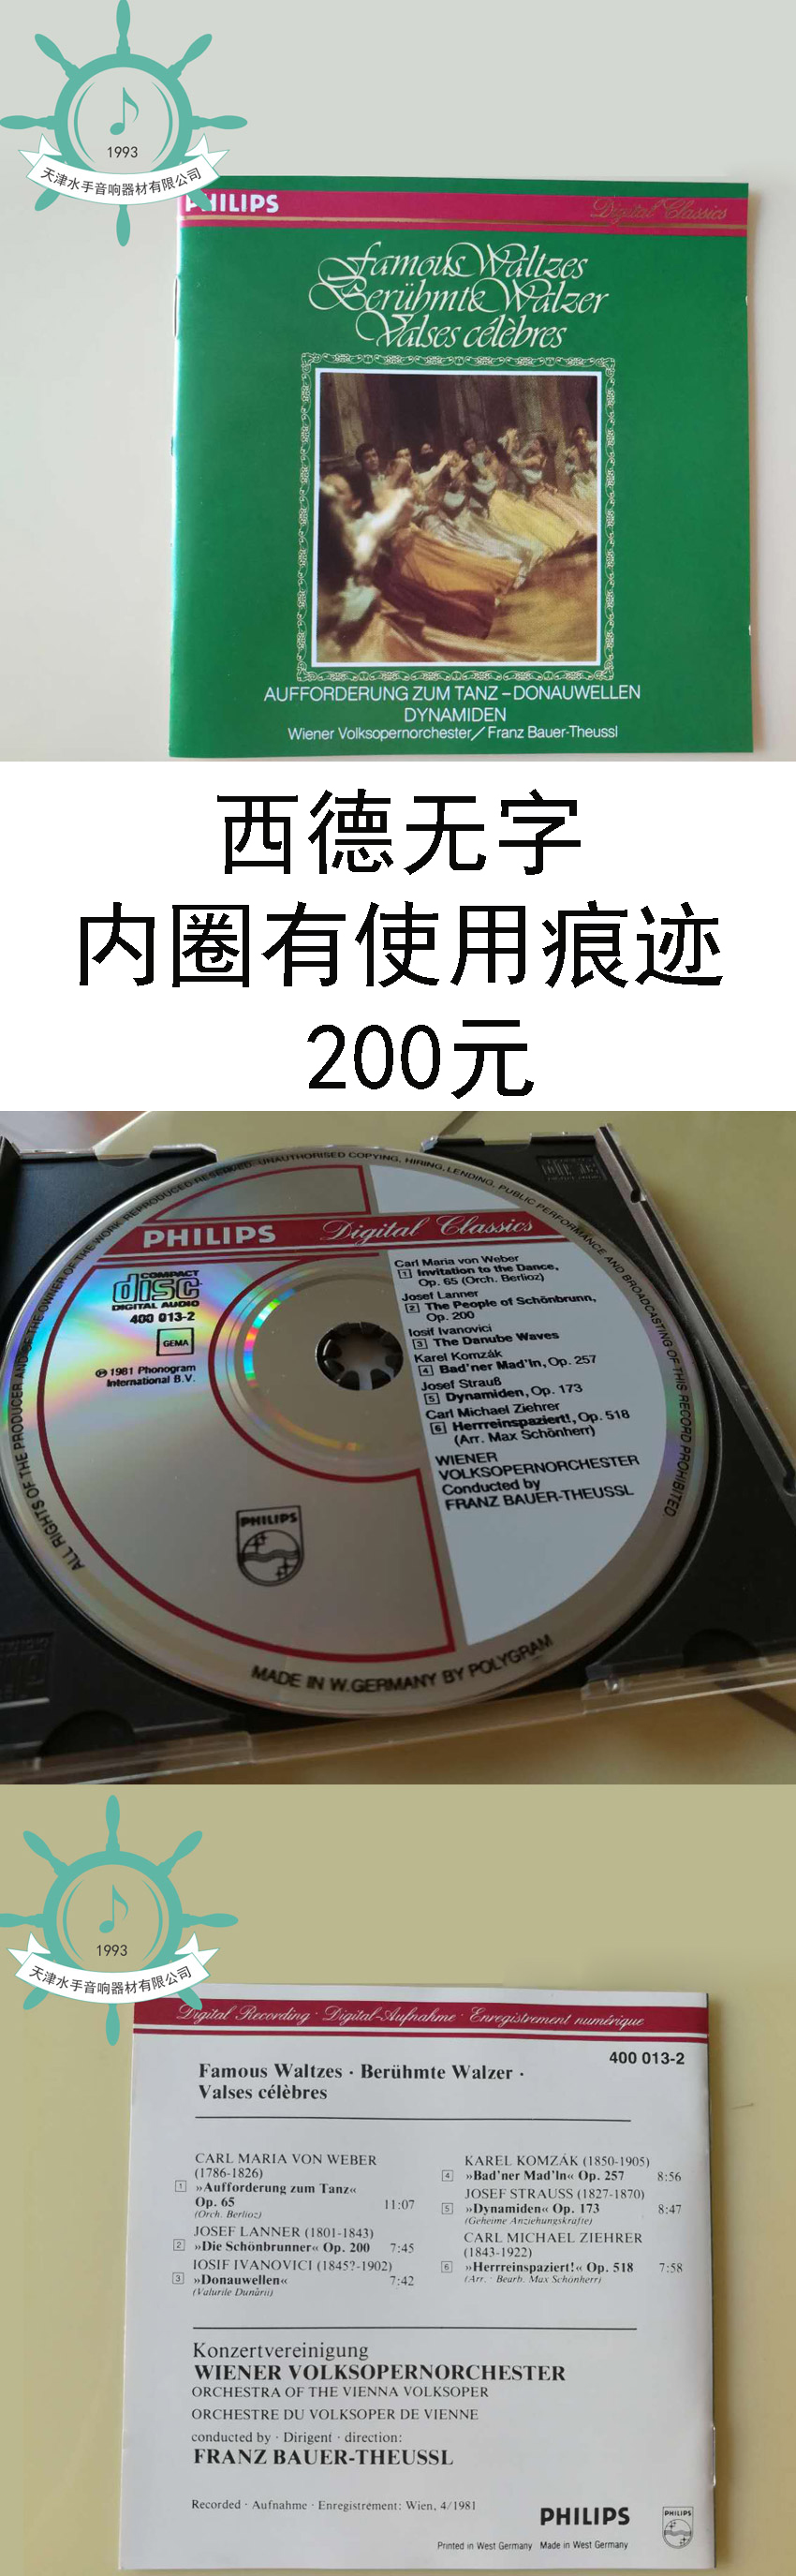 1993
天津水手音响器材有限公司
PHILIPS
Digital Classics
Famous Waltzes
Berühmte Walzer
Valses célèbres
AUFFORDERUNG ZUM TANZ – DONAUWELLEN
DYNAMIDEN
Wiener Volksopernorchester / Franz Bauer-Theussl
西德无字
内圈有使用痕迹
200元
ALL RIGHTS OF THE PRODUCER AND OF THE OWNER OF THE WORK REPRODUCED RESERVED. UNAUTHORISED COPYING, HIRING, LENDING, PUBLIC PERFORMANCE AND BROADCASTING OF THIS RECORD PROHIBITED.
PHILIPS Digital Classics
COMPACT
disc
DIGITAL AUDIO
400 013-2
GEMA
℗ 1981 Phonogram
International B.V.
Carl Maria von Weber
1 Invitation to the Dance,
Op. 65 (Orch. Berlioz)
Josef Lanner
2 The People of Schönbrunn,
Op. 200
Iosif Ivanovici
3 The Danube Waves
Karel Komzák
4 Bad'ner Mad'ln, Op. 257
Josef Strauß
5 Dynamiden, Op. 173
Carl Michael Ziehrer
6 Herrreinspaziert!, Op. 518
(Arr. Max Schönherr)
WIENER
VOLKSOPERNORCHESTER
Conducted by
FRANZ BAUER-THEUSSL
PHILIPS
MADE IN W. GERMANY BY POLYGRAM
1993
天津水手音响器材有限公司
Digital Recording · Digital-Aufnahme · Enregistrement numérique
400 013-2
Famous Waltzes · Berühmte Walzer ·
Valses célèbres
CARL MARIA VON WEBER
(1786-1826)
1 »Aufforderung zum Tanz«
Op. 65 11:07
(Orch. Berlioz)
JOSEF LANNER (1801-1843)
2 »Die Schönbrunner« Op. 200 7:45
IOSIF IVANOVICI (1845?-1902)
3 »Donauwellen« 7:42
(Valurile Dunării)
KAREL KOMZÁK (1850-1905)
4 »Bad'ner Mad'ln« Op. 257 8:56
JOSEF STRAUSS (1827-1870)
5 »Dynamiden« Op. 173 8:47
(Geheime Anziehungskräfte)
CARL MICHAEL ZIEHRER
(1843-1922)
6 »Herrreinspaziert!« Op. 518 7:58
(Arr. · Bearb. Max Schönherr)
Konzertvereinigung
WIENER VOLKSOPERNORCHESTER
ORCHESTRA OF THE VIENNA VOLKSOPER
ORCHESTRE DU VOLKSOPER DE VIENNE
conducted by · Dirigent · direction:
FRANZ BAUER-THEUSSL
Recorded · Aufnahme · Enregistrément: Wien, 4/1981
PHILIPS
PHILIPS
Printed in West Germany Made in West Germany